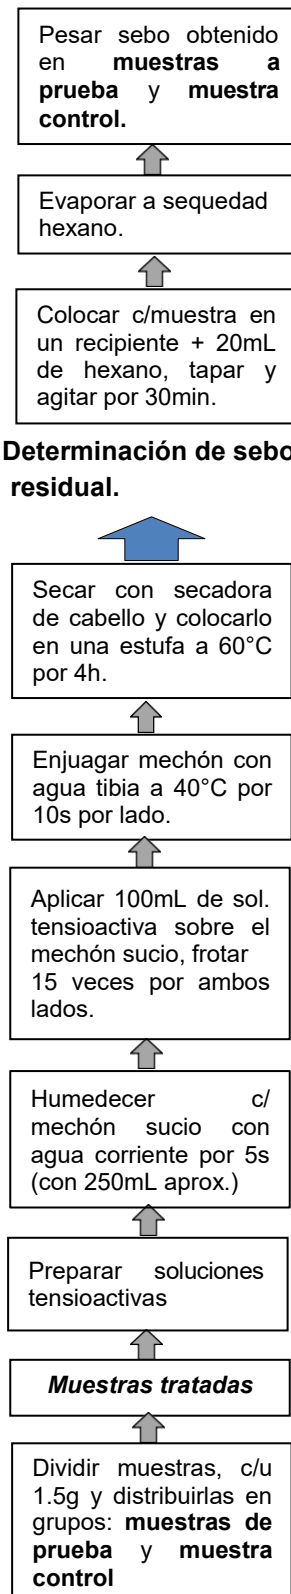 Pesar sebo obtenido
en muestras a
prueba y muestra
control.
Evaporar a sequedad
hexano.
Colocar c/muestra en
un recipiente + 20mL
de hexano, tapar y
agitar por 30min.
Determinación de sebo
residual.
Secar con secadora
de cabello y colocarlo
en una estufa a 60°C
por 4h.
Enjuagar mechón con
agua tibia a 40°C por
10s por lado.
Aplicar 100mL de sol.
tensioactiva sobre el
mechón sucio, frotar
15 veces por ambos
lados.
Humedecer c/
mechón sucio con
agua corriente por 5s
(con 250mL aprox.)
Preparar soluciones
tensioactivas
Muestras tratadas
Dividir muestras, c/u
1.5g y distribuirlas en
grupos: muestras de
prueba y muestra
control